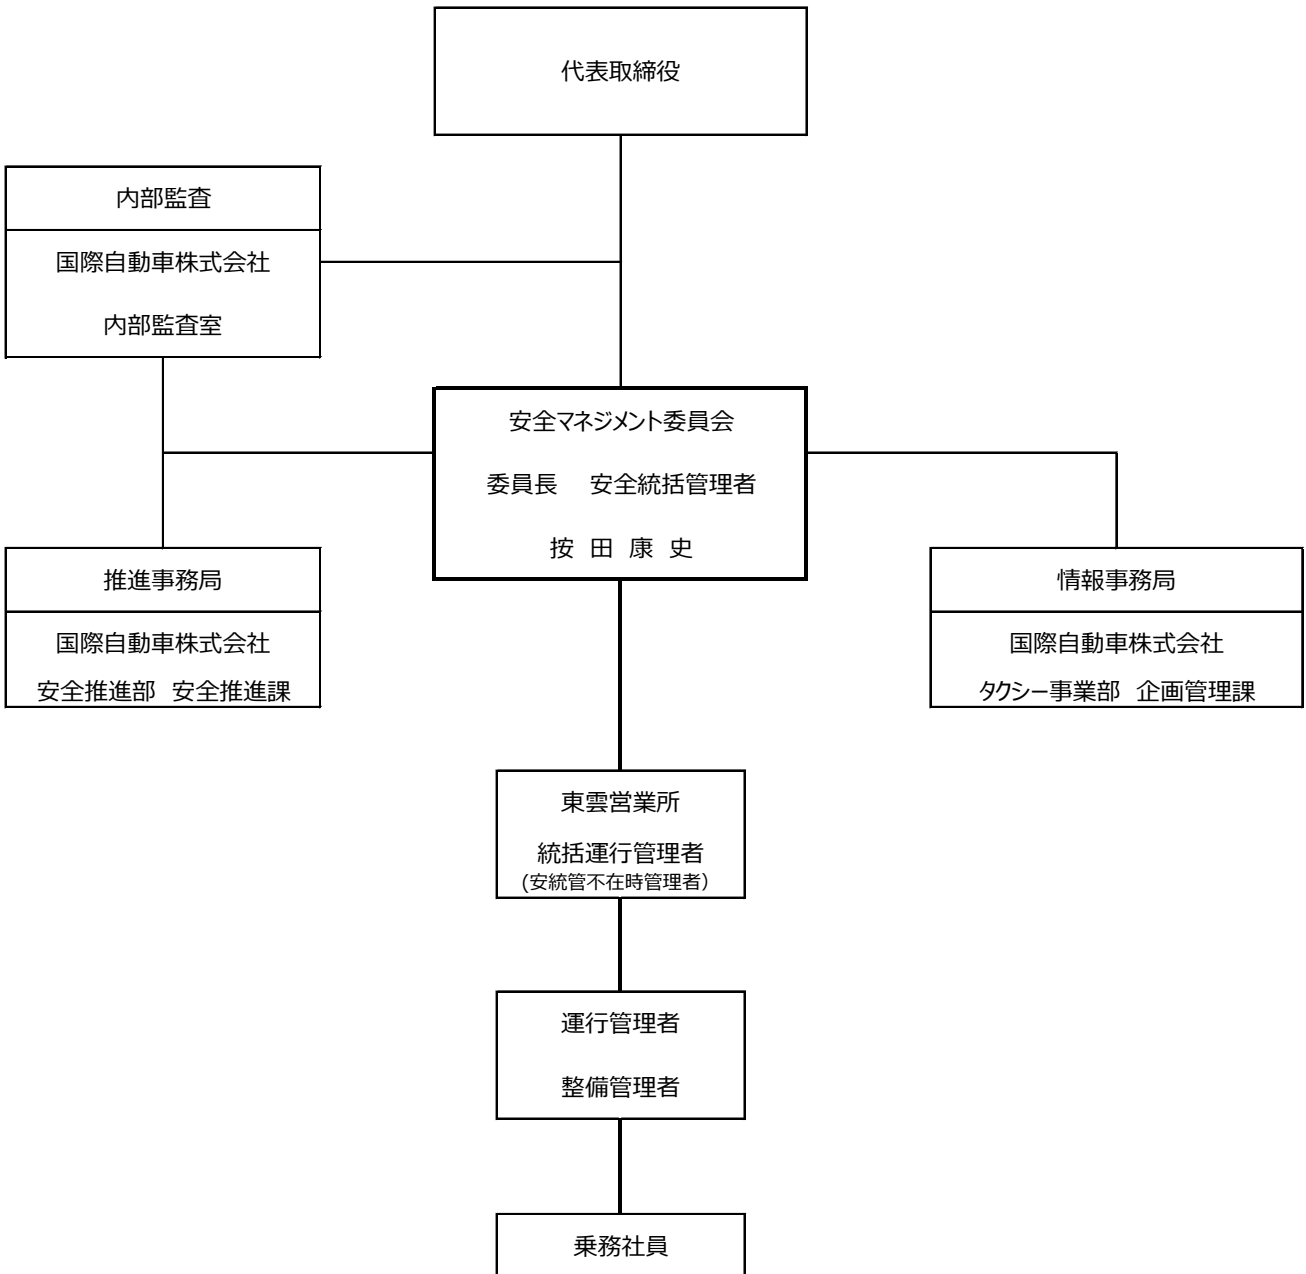 代表取締役
内部監査
国際自動車株式会社
内部監査室
安全マネジメント委員会
委員長 安全統括管理者
按 田 康 史
推進事務局
国際自動車株式会社
安全推進部 安全推進課
情報事務局
国際自動車株式会社
タクシー事業部 企画管理課
東雲営業所
統括運行管理者
(安統管不在時管理者)
運行管理者
整備管理者
乗務社員